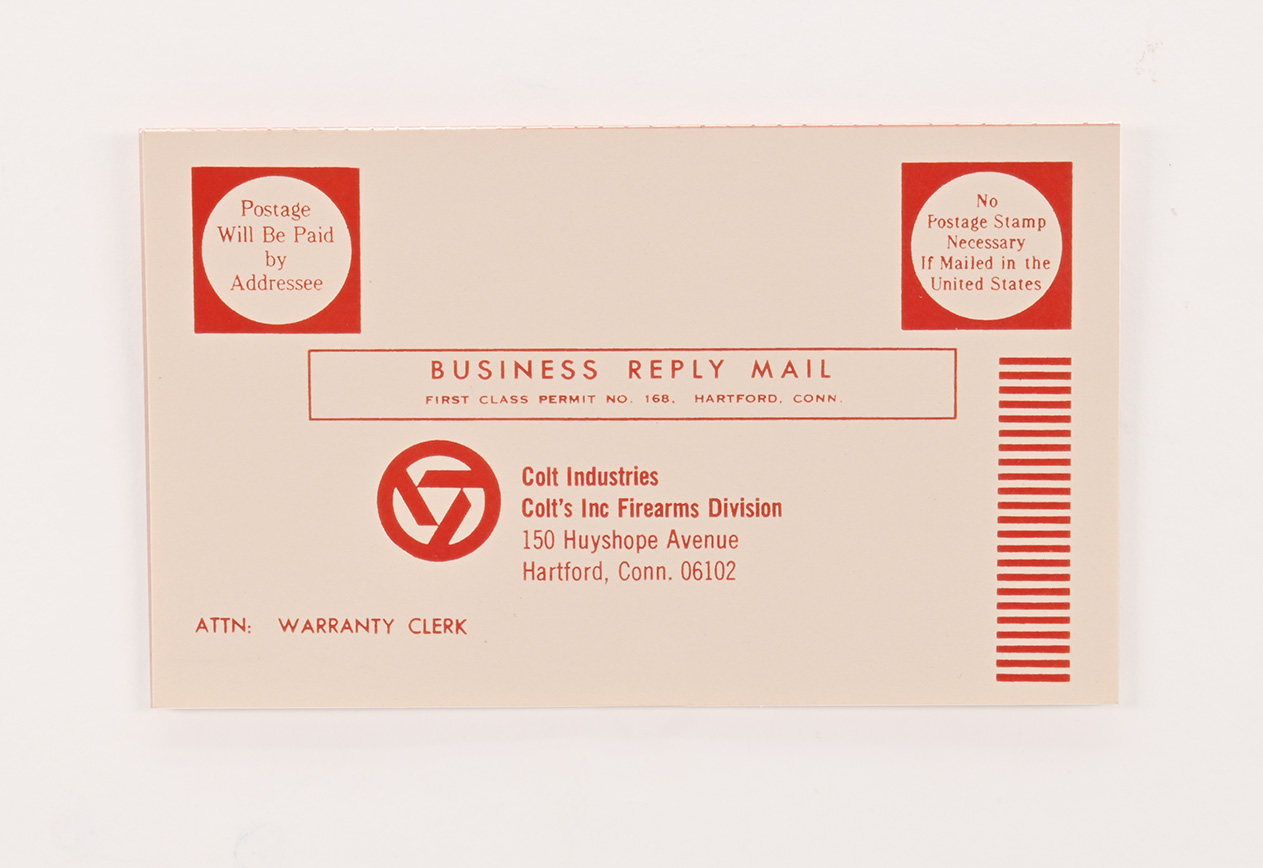 Postage
Will Be Paid
by
Addressee
No
Postage Stamp
Necessary
If Mailed in the
United States
BUSINESS REPLY MAIL
FIRST CLASS PERMIT NO. 168, HARTFORD, CONN.
Colt Industries
Colt's Inc Firearms Division
150 Huyshope Avenue
Hartford, Conn. 06102
ATTN: WARRANTY CLERK